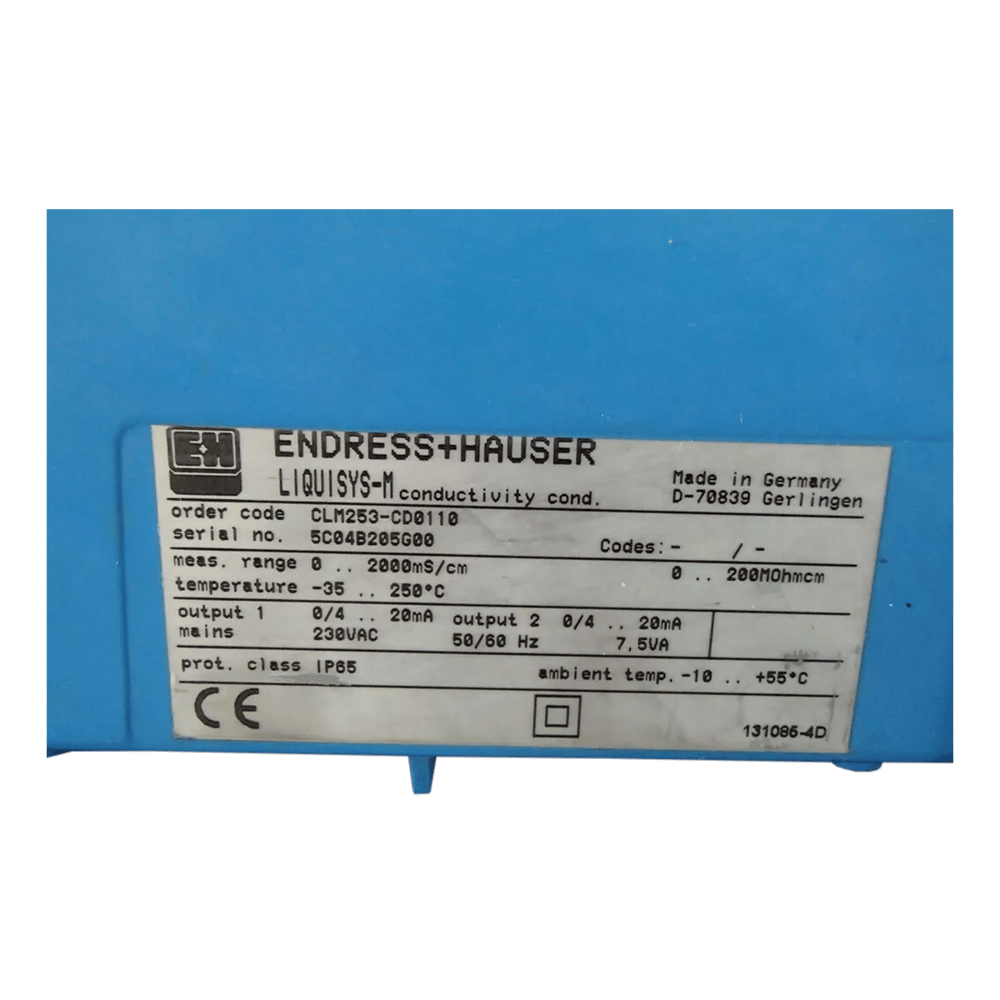 E+H ENDRESS+HAUSER
LIQUISYS-M conductivity cond. Made in Germany
D-70839 Gerlingen
order code CLM253-CD0110
serial no. 5C04B205G00 Codes: - / -
meas. range 0 .. 2000mS/cm 0 .. 200MOhmcm
temperature -35 .. 250°C
output 1 0/4 .. 20mA output 2 0/4 .. 20mA
mains 230VAC 50/60 Hz 7,5VA
prot. class IP65 ambient temp. -10 .. +55°C
CE 131086-4D